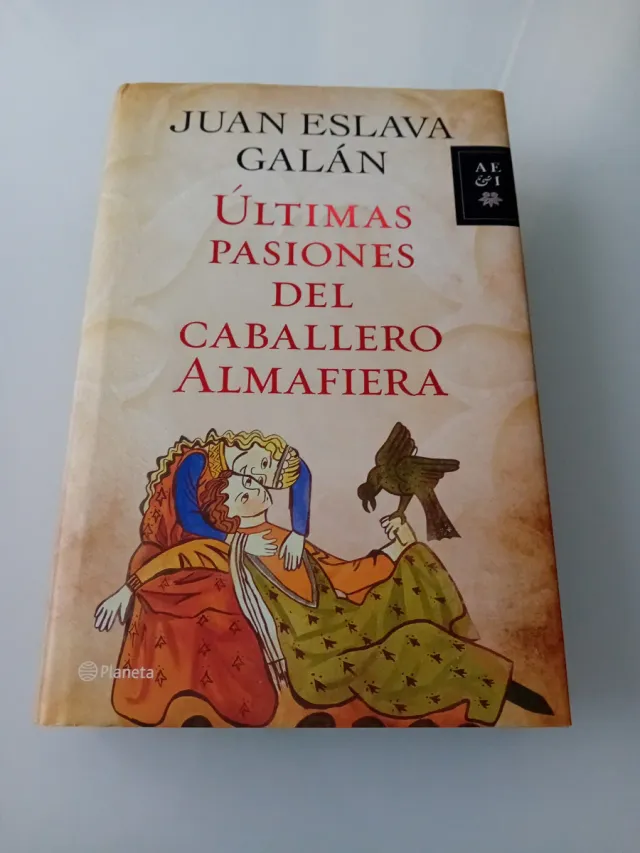 JUAN ESLAVA
GALÁN
AE
& I
ÚLTIMAS
PASIONES
DEL
CABALLERO
ALMAFIERA
Planeta